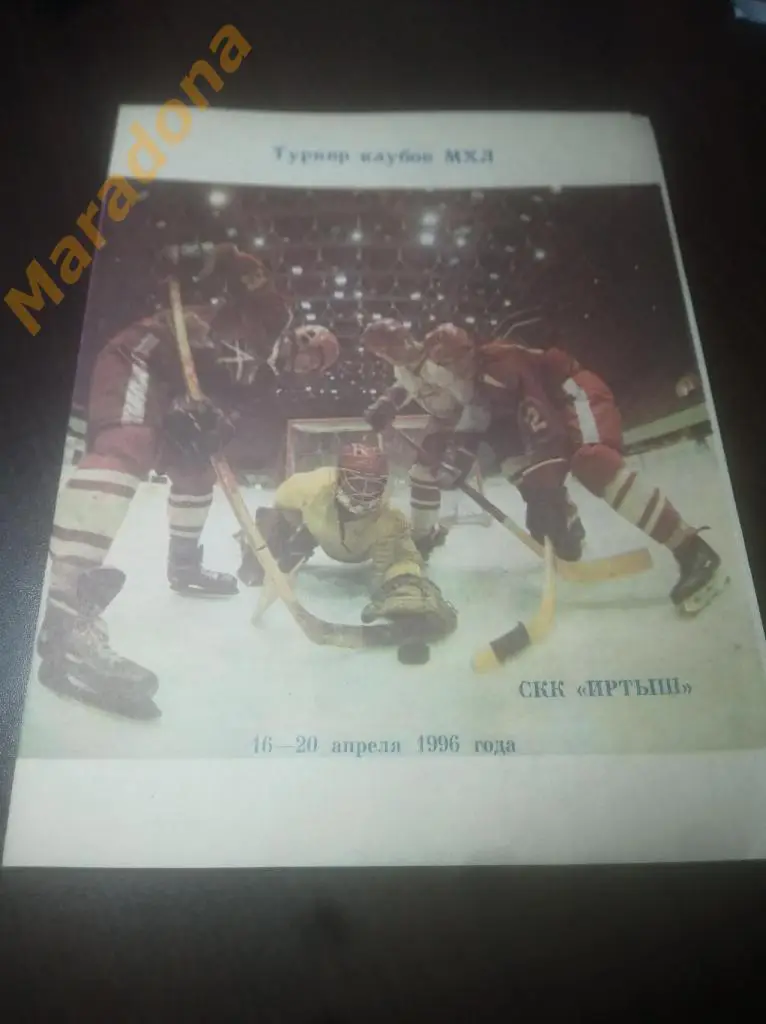 Maradona
Турнир клубов МХЛ
СКК «ИРТЫШ»
16—20 апреля 1996 года